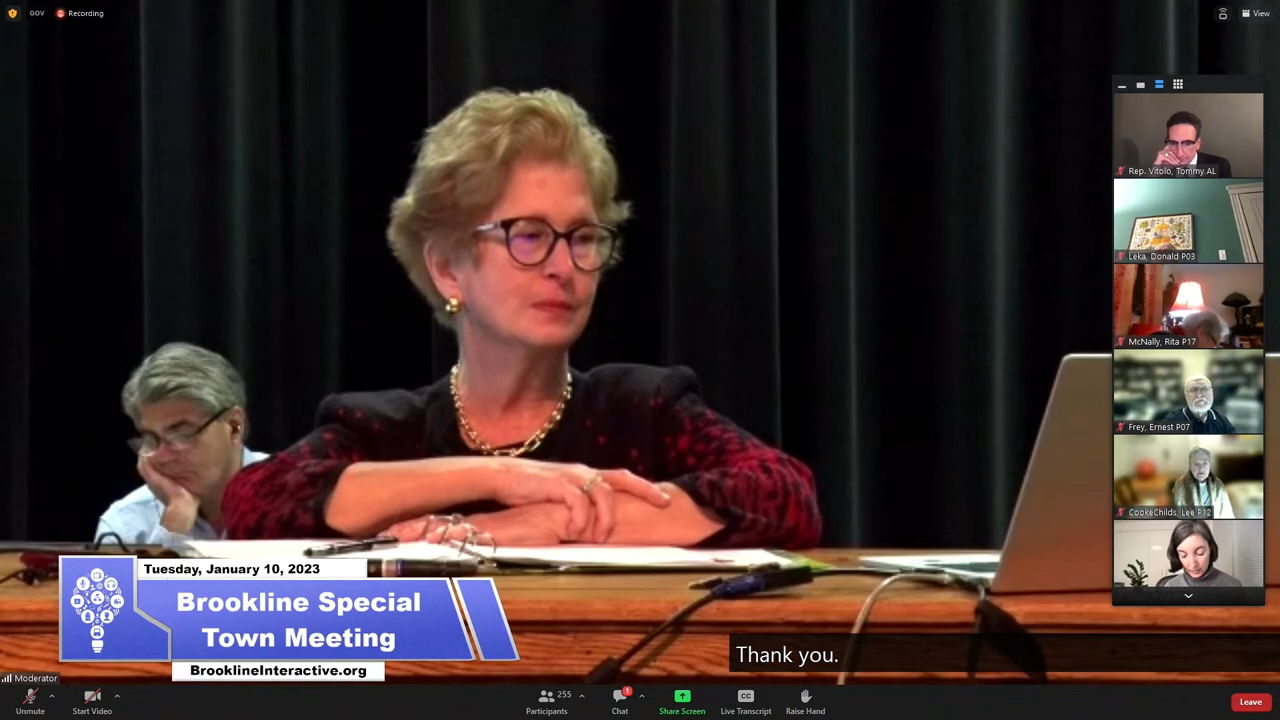 GOV
Recording
View
Rep. Vitolo, Tommy AL
Leka, Donald P03
McNally, Rita P17
Frey, Ernest P07
CookeChilds, Lee P12
Tuesday, January 10, 2023
Brookline Special
Town Meeting
BrooklineInteractive.org
Thank you.
Moderator
Unmute
Start Video
255
Participants
1
Chat
Share Screen
CC
Live Transcript
Raise Hand
Leave